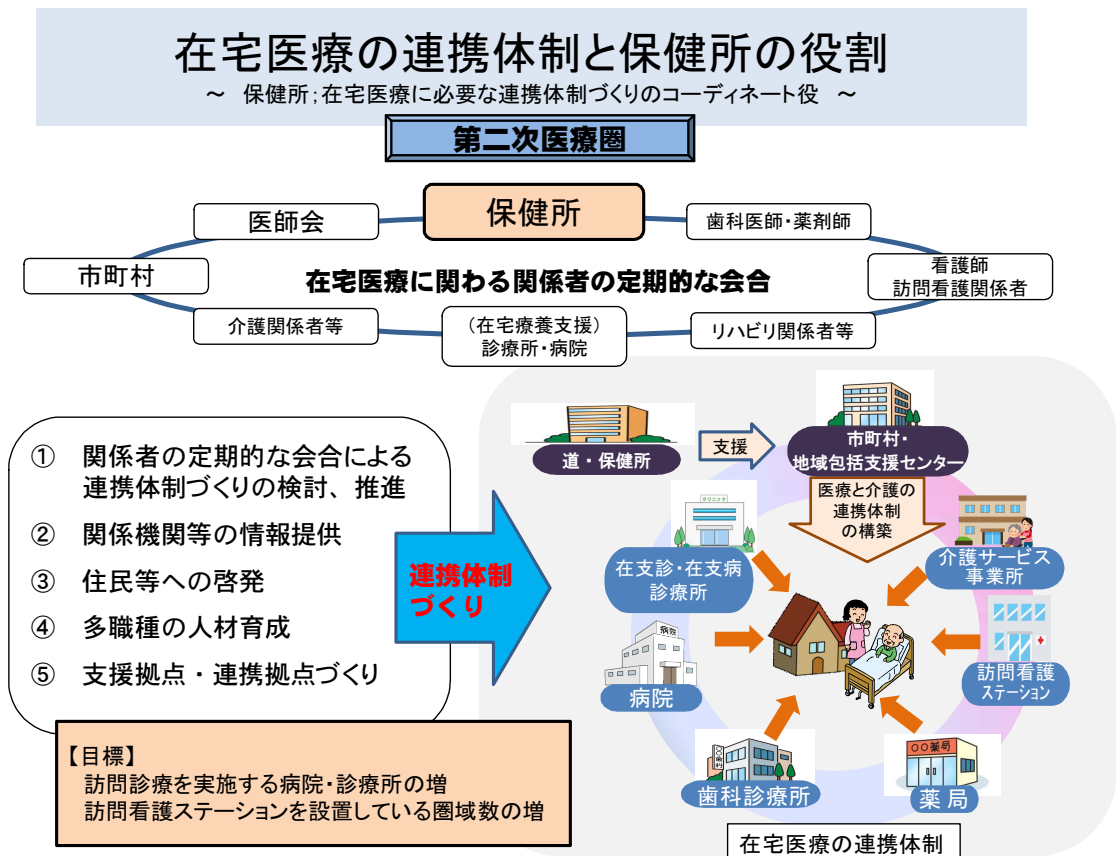 在宅医療の連携体制と保健所の役割
～　保健所；在宅医療に必要な連携体制づくりのコーディネート役　～
第二次医療圏
医師会
保健所
歯科医師・薬剤師
市町村
在宅医療に関わる関係者の定期的な会合
看護師
訪問看護関係者
介護関係者等
（在宅療養支援）
診療所・病院
リハビリ関係者等
①　関係者の定期的な会合による
連携体制づくりの検討、推進
②　関係機関等の情報提供
③　住民等への啓発
④　多職種の人材育成
⑤　支援拠点・連携拠点づくり
【目標】
訪問診療を実施する病院・診療所の増
訪問看護ステーションを設置している圏域数の増
連携体制
づくり
道・保健所
支援
市町村・
地域包括支援センター
医療と介護の
連携体制
の構築
クリニック
在支診・在支病
診療所
介護サービス
事業所
病院
病院
訪問看護
ステーション
〇〇歯科
歯科診療所
〇〇薬局
薬局
在宅医療の連携体制